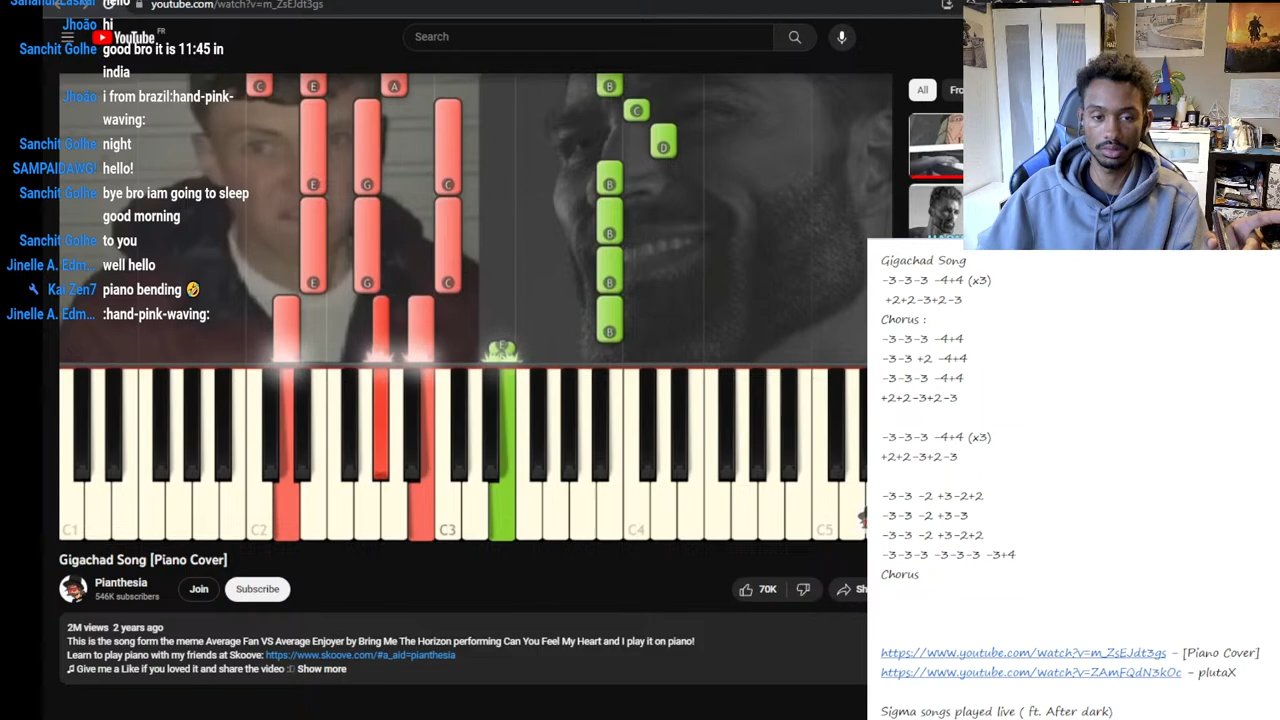 youtube.com/watch?v=m_ZsEJdt3gs
hello
Jhoão hi
Sanchit Golhe good bro it is 11:45 in
india
Jhoão i from brazil:hand-pink-
waving:
Sanchit Golhe night
SAMPAIDAWG! hello!
Sanchit Golhe bye bro iam going to sleep
good morning
Sanchit Golhe to you
Jinelle A. Edm... well hello
Kai Zen7 piano bending 🤣
Jinelle A. Edm... :hand-pink-waving:
YouTube FR
Search
All
C E A B
C
D
E G C B
B
E G C B
B
C1 C2 C3 C4 C5
Gigachad Song [Piano Cover]
Pianthesia
546K subscribers
Join
Subscribe
70K
2M views 2 years ago
This is the song form the meme Average Fan VS Average Enjoyer by Bring Me The Horizon performing Can You Feel My Heart and I play it on piano!
Learn to play piano with my friends at Skoove: https://www.skoove.com/#a_aid=pianthesia
♫ Give me a Like if you loved it and share the video Show more
Gigachad Song
-3-3-3 -4+4 (x3)
+2+2-3+2-3
Chorus :
-3-3-3 -4+4
-3-3 +2 -4+4
-3-3-3 -4+4
+2+2-3+2-3
-3-3-3 -4+4 (x3)
+2+2-3+2-3
-3-3 -2 +3-2+2
-3-3 -2 +3-3
-3-3 -2 +3-2+2
-3-3-3 -3-3-3 -3+4
Chorus
https://www.youtube.com/watch?v=m_ZsEJdt3gs - [Piano Cover]
https://www.youtube.com/watch?v=ZAmFQdN3kOc - plutaX
Sigma songs played live ( ft. After dark)